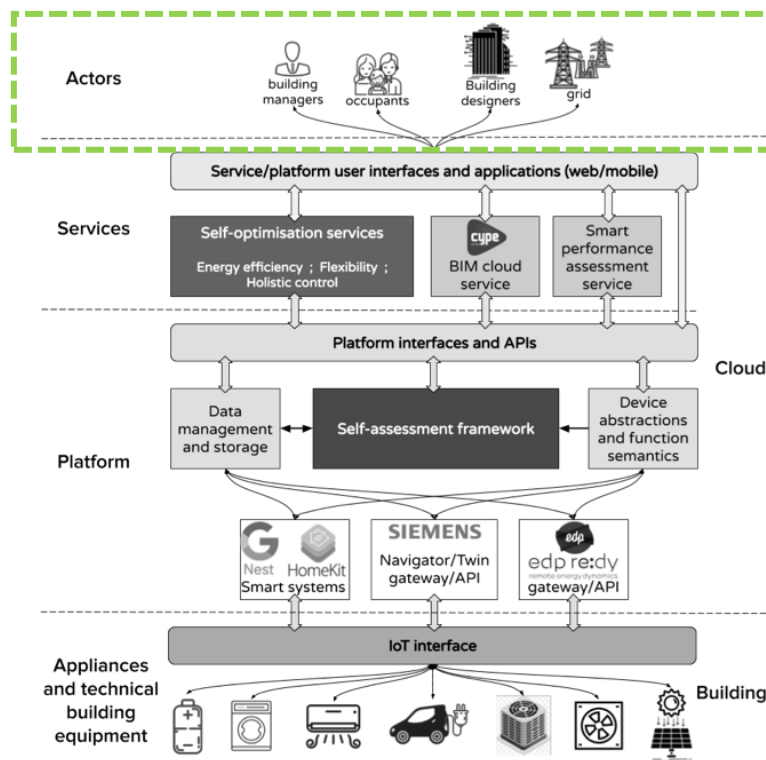 Actors
building
managers
occupants
Building
designers
grid
Service/platform user interfaces and applications (web/mobile)
Services
Self-optimisation services
Energy efficiency ; Flexibility ;
Holistic control
cype
BIM cloud
service
Smart
performance
assessment
service
Platform interfaces and APIs
Cloud
Platform
Data
management
and storage
Self-assessment framework
Device
abstractions
and function
semantics
G
Nest
HomeKit
Smart systems
SIEMENS
Navigator/Twin
gateway/API
edp
edp re:dy
remote energy dynamics
gateway/API
IoT interface
Appliances
and technical
building
equipment
Building